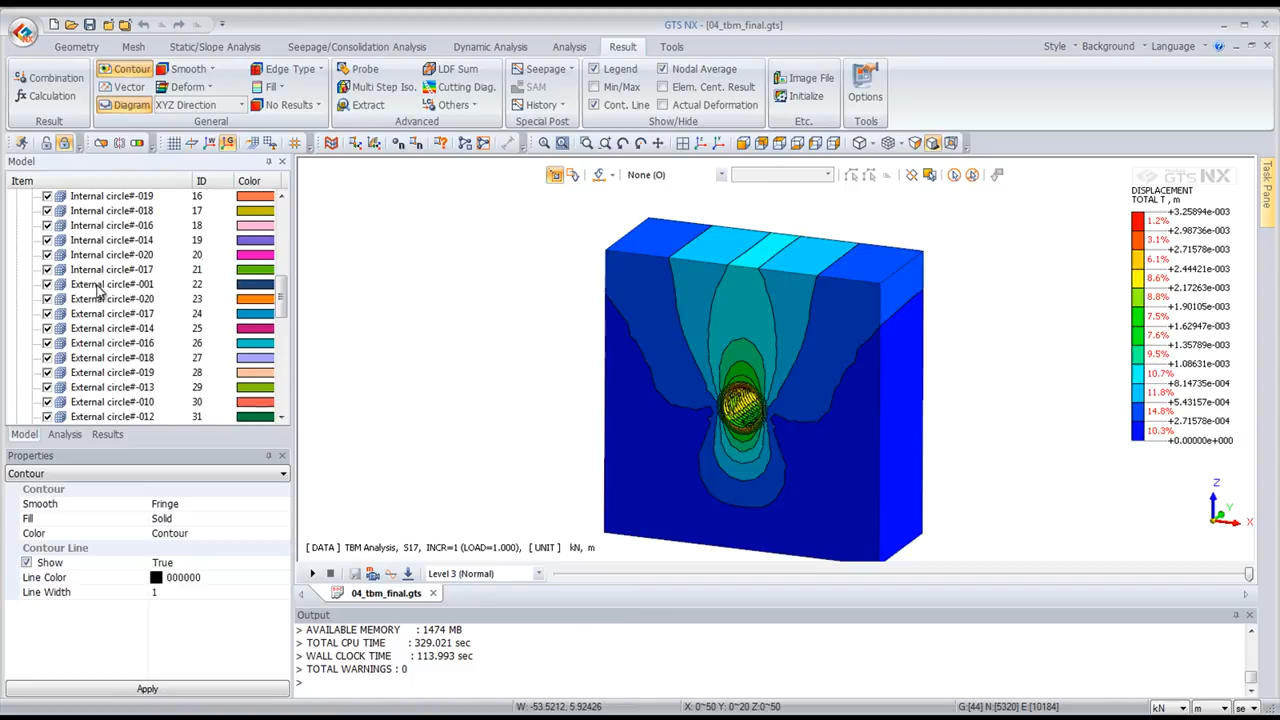 GTS NX - [04_tbm_final.gts]
Geometry Mesh Static/Slope Analysis Seepage/Consolidation Analysis Dynamic Analysis Analysis Result Tools Style Background Language
Combination Contour Smooth Edge Type Probe LDF Sum Seepage Legend Nodal Average Image File
Calculation Vector Deform Fill Multi Step Iso. Cutting Diag. SAM Min/Max Elem. Cent. Result Initialize Options
Diagram XYZ Direction No Results Extract Others History Cont. Line Actual Deformation
Result General Advanced Special Post Show/Hide Etc. Tools
Model
Item ID Color
Internal circle#-019 16
Internal circle#-018 17
Internal circle#-016 18
Internal circle#-014 19
Internal circle#-020 20
Internal circle#-017 21
External circle#-001 22
External circle#-020 23
External circle#-017 24
External circle#-014 25
External circle#-016 26
External circle#-018 27
External circle#-019 28
External circle#-013 29
External circle#-010 30
External circle#-012 31
Model Analysis Results
Properties
Contour
Contour
Smooth Fringe
Fill Solid
Color Contour
Contour Line
Show True
Line Color 000000
Line Width 1
Apply
None (O)
GTS NX
DISPLACEMENT
TOTAL T , m
+3.25894e-003
1.2%
+2.98736e-003
3.1%
+2.71578e-003
6.1%
+2.44421e-003
8.6%
+2.17263e-003
8.8%
+1.90105e-003
7.5%
+1.62947e-003
7.6%
+1.35789e-003
9.5%
+1.08631e-003
10.7%
+8.14735e-004
11.8%
+5.43157e-004
14.8%
+2.71578e-004
10.3%
+0.00000e+000
Z
Y
X
[ DATA ] TBM Analysis, S17, INCR=1 (LOAD=1.000), [ UNIT ] kN, m
Level 3 (Normal)
04_tbm_final.gts
Output
> AVAILABLE MEMORY : 1474 MB
> TOTAL CPU TIME : 329.021 sec
> WALL CLOCK TIME : 113.993 sec
> TOTAL WARNINGS : 0
>
W: -53.5212, 5.92426 X: 0~50 Y: 0~20 Z:0~50 G:[44] N:[5320] E:[10184] kN m se
Task Pane